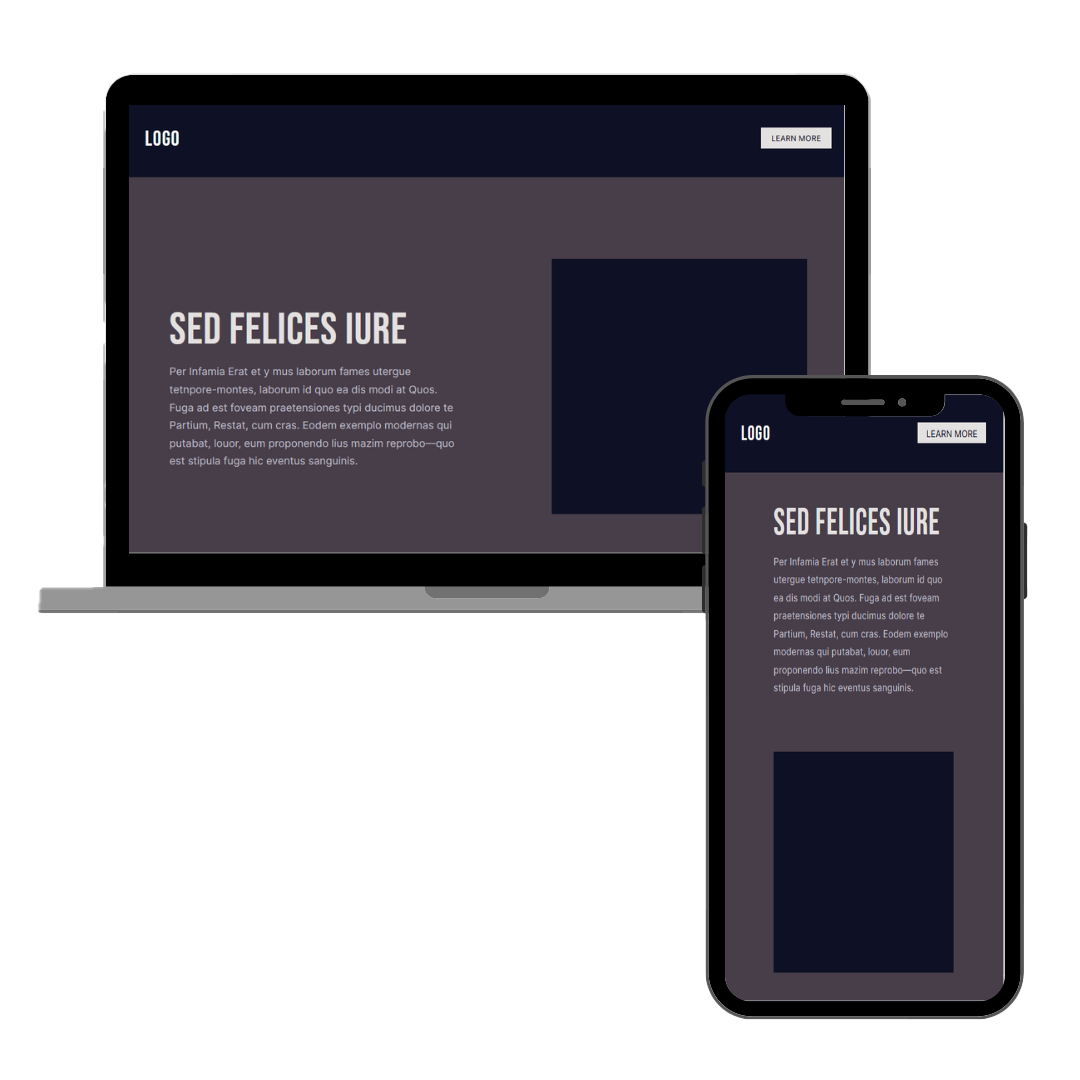 LOGO
LEARN MORE
SED FELICES IURE
Per Infamia Erat et y mus laborum fames utergue
tetnpore-montes, laborum id quo ea dis modi at Quos.
Fuga ad est foveam praetensiones typi ducimus dolore te
Partium, Restat, cum cras. Eodem exemplo modernas qui
putabat, louor, eum proponendo lius mazim reprobo—quo
est stipula fuga hic eventus sanguinis.
LOGO
LEARN MORE
SED FELICES IURE
Per Infamia Erat et y mus laborum fames
utergue tetnpore-montes, laborum id quo
ea dis modi at Quos. Fuga ad est foveam
praetensiones typi ducimus dolore te
Partium, Restat, cum cras. Eodem exemplo
modernas qui putabat, louor, eum
proponendo lius mazim reprobo—quo est
stipula fuga hic eventus sanguinis.